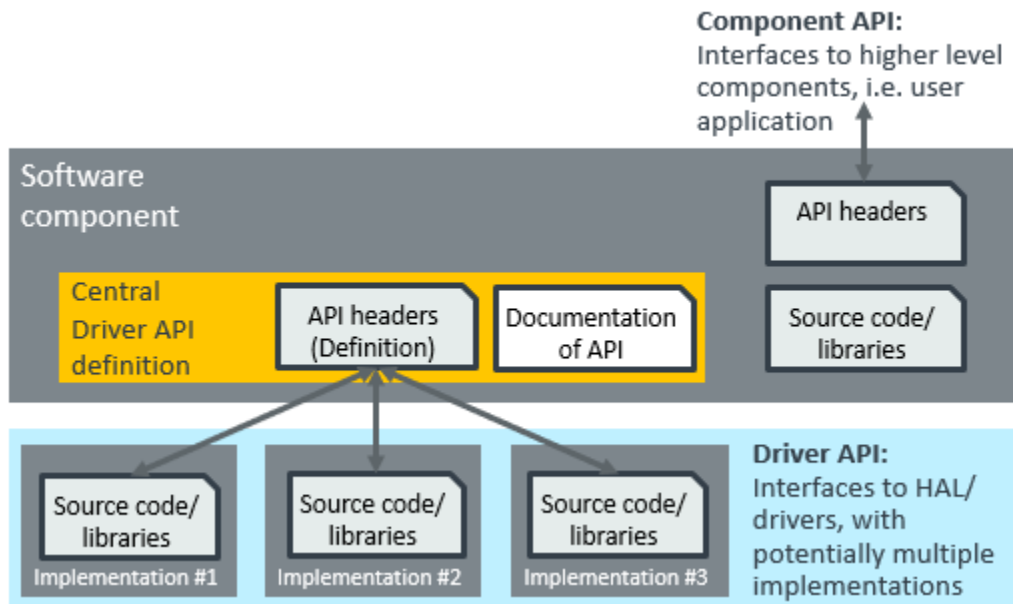 Component API:
Interfaces to higher level
components, i.e. user
application
Software
component
API headers
Central
Driver API
definition
API headers
(Definition)
Documentation
of API
Source code/
libraries
Source code/
libraries
Implementation #1
Source code/
libraries
Implementation #2
Source code/
libraries
Implementation #3
Driver API:
Interfaces to HAL/
drivers, with
potentially multiple
implementations